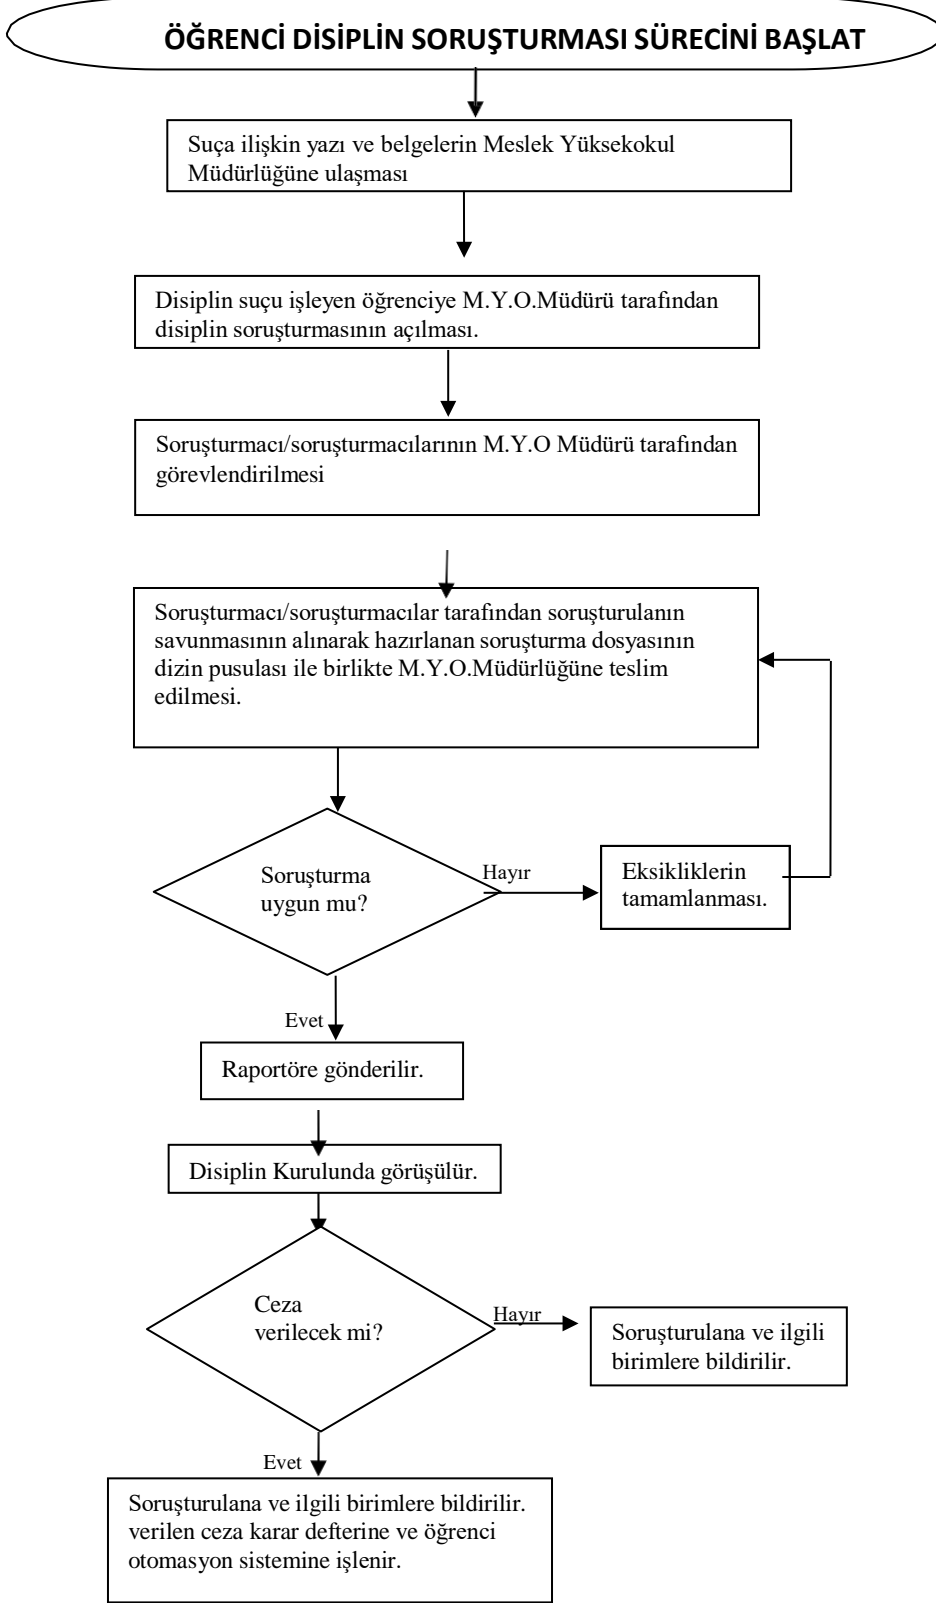 ÖĞRENCİ DİSİPLİN SORUŞTURMASI SÜRECİNİ BAŞLAT
Suça ilişkin yazı ve belgelerin Meslek Yüksekokul
Müdürlüğüne ulaşması
Disiplin suçu işleyen öğrenciye M.Y.O.Müdürü tarafından
disiplin soruşturmasının açılması.
Soruşturmacı/soruşturmacılarının M.Y.O Müdürü tarafından
görevlendirilmesi
Soruşturmacı/soruşturmacılar tarafından soruşturulanın
savunmasının alınarak hazırlanan soruşturma dosyasının
dizin pusulası ile birlikte M.Y.O.Müdürlüğüne teslim
edilmesi.
Soruşturma
uygun mu?
Hayır
Eksikliklerin
tamamlanması.
Evet
Raportöre gönderilir.
Disiplin Kurulunda görüşülür.
Ceza
verilecek mi?
Hayır
Soruşturulana ve ilgili
birimlere bildirilir.
Evet
Soruşturulana ve ilgili birimlere bildirilir.
verilen ceza karar defterine ve öğrenci
otomasyon sistemine işlenir.